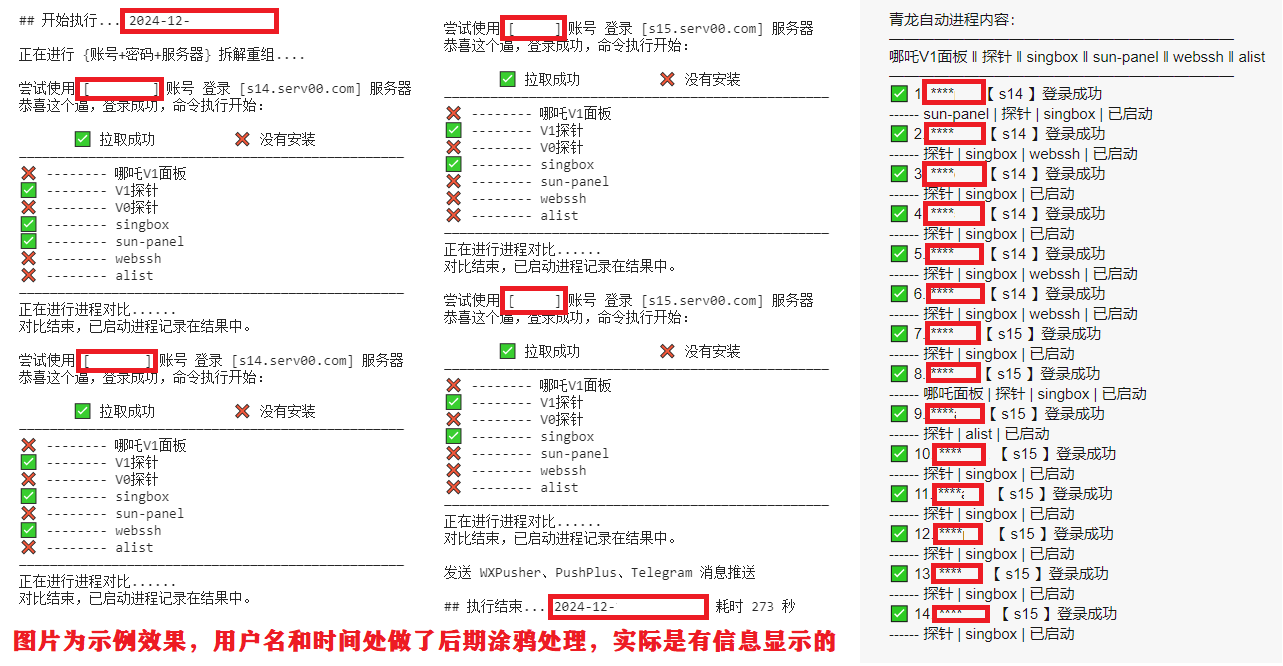 ## 开始执行... 2024-12-
正在进行 {账号+密码+服务器} 拆解重组....
尝试使用 [ ] 账号 登录 [s14.serv00.com] 服务器
恭喜这个逼，登录成功，命令执行开始：
✅ 拉取成功 ❌ 没有安装
❌ -------- 哪吒V1面板
✅ -------- V1探针
❌ -------- V0探针
✅ -------- singbox
✅ -------- sun-panel
❌ -------- webssh
❌ -------- alist
正在进行进程对比......
对比结束，已启动进程记录在结果中。
尝试使用 [ ] 账号 登录 [s14.serv00.com] 服务器
恭喜这个逼，登录成功，命令执行开始：
✅ 拉取成功 ❌ 没有安装
❌ -------- 哪吒V1面板
✅ -------- V1探针
❌ -------- V0探针
✅ -------- singbox
❌ -------- sun-panel
✅ -------- webssh
❌ -------- alist
正在进行进程对比......
对比结束，已启动进程记录在结果中。
尝试使用 [ ] 账号 登录 [s15.serv00.com] 服务器
恭喜这个逼，登录成功，命令执行开始：
✅ 拉取成功 ❌ 没有安装
❌ -------- 哪吒V1面板
✅ -------- V1探针
❌ -------- V0探针
✅ -------- singbox
❌ -------- sun-panel
❌ -------- webssh
❌ -------- alist
正在进行进程对比......
对比结束，已启动进程记录在结果中。
尝试使用 [ ] 账号 登录 [s15.serv00.com] 服务器
恭喜这个逼，登录成功，命令执行开始：
✅ 拉取成功 ❌ 没有安装
❌ -------- 哪吒V1面板
✅ -------- V1探针
❌ -------- V0探针
✅ -------- singbox
❌ -------- sun-panel
❌ -------- webssh
❌ -------- alist
正在进行进程对比......
对比结束，已启动进程记录在结果中。
发送 WXPusher、PushPlus、Telegram 消息推送
## 执行结束... 2024-12- 耗时 273 秒
图片为示例效果，用户名和时间处做了后期涂鸦处理，实际是有信息显示的
青龙自动进程内容：
哪吒V1面板 ‖ 探针 ‖ singbox ‖ sun-panel ‖ webssh ‖ alist
✅ 1 **** 【 s14 】登录成功
------ sun-panel | 探针 | singbox | 已启动
✅ 2. **** 【 s14 】登录成功
------ 探针 | singbox | webssh | 已启动
✅ 3 **** 【 s14 】登录成功
------ 探针 | singbox | 已启动
✅ 4 **** 【 s14 】登录成功
------ 探针 | singbox | 已启动
✅ 5. **** 【 s14 】登录成功
------ 探针 | singbox | webssh | 已启动
✅ 6. **** 【 s14 】登录成功
------ 探针 | singbox | webssh | 已启动
✅ 7. **** 【 s15 】登录成功
------ 探针 | singbox | 已启动
✅ 8. **** 【 s15 】登录成功
------ 哪吒面板 | 探针 | singbox | 已启动
✅ 9. **** 【 s15 】登录成功
------ 探针 | alist | 已启动
✅ 10 **** 【 s15 】登录成功
------ 探针 | singbox | 已启动
✅ 11. **** 【 s15 】登录成功
------ 探针 | singbox | 已启动
✅ 12. **** 【 s15 】登录成功
------ 探针 | singbox | 已启动
✅ 13 **** 【 s15 】登录成功
------ 探针 | singbox | 已启动
✅ 14 **** 【 s15 】登录成功
------ 探针 | singbox | 已启动